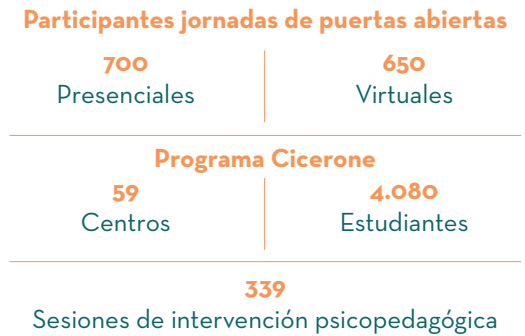 Participantes jornadas de puertas abiertas
700
Presenciales
650
Virtuales
Programa Cicerone
59
Centros
4.080
Estudiantes
339
Sesiones de intervención psicopedagógica